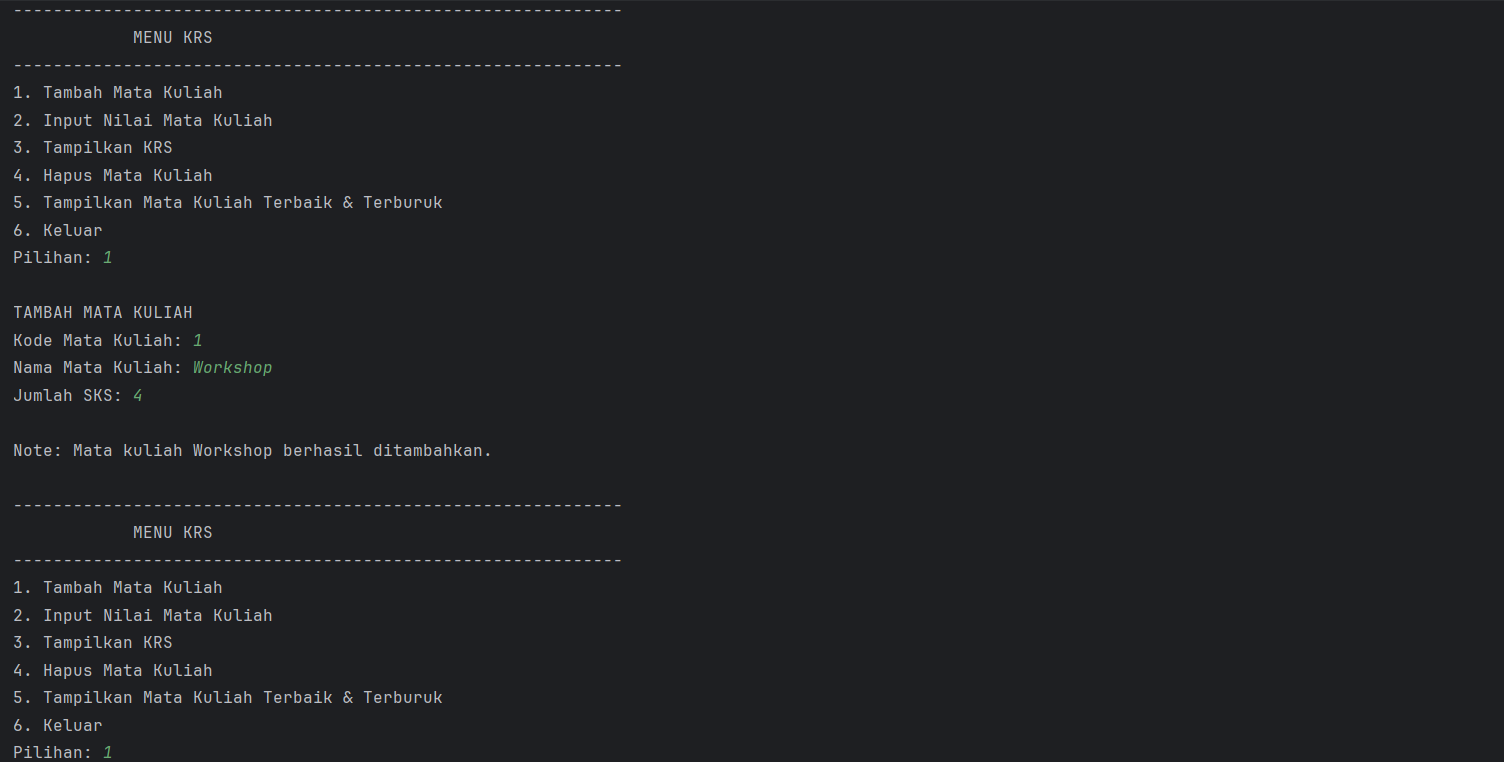 -------------------------------------------------------------
MENU KRS
-------------------------------------------------------------
1. Tambah Mata Kuliah
2. Input Nilai Mata Kuliah
3. Tampilkan KRS
4. Hapus Mata Kuliah
5. Tampilkan Mata Kuliah Terbaik & Terburuk
6. Keluar
Pilihan: 1
TAMBAH MATA KULIAH
Kode Mata Kuliah: 1
Nama Mata Kuliah: Workshop
Jumlah SKS: 4
Note: Mata kuliah Workshop berhasil ditambahkan.
-------------------------------------------------------------
MENU KRS
-------------------------------------------------------------
1. Tambah Mata Kuliah
2. Input Nilai Mata Kuliah
3. Tampilkan KRS
4. Hapus Mata Kuliah
5. Tampilkan Mata Kuliah Terbaik & Terburuk
6. Keluar
Pilihan: 1